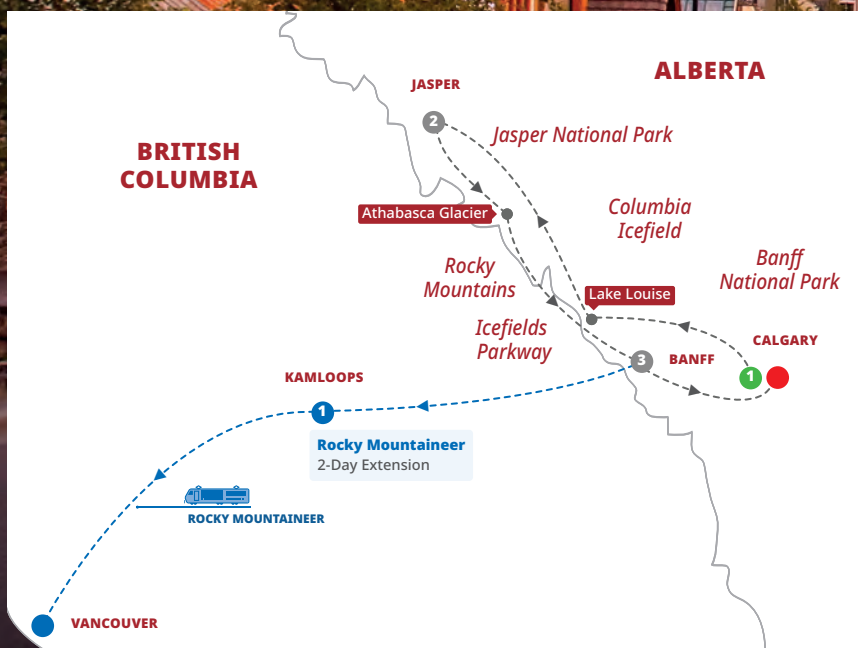 ALBERTA
JASPER
2
Jasper National Park
BRITISH
COLUMBIA
Athabasca Glacier
Columbia
Icefield
Rocky
Mountains
Banff
National Park
Lake Louise
Icefields
Parkway
CALGARY
BANFF
3
1
KAMLOOPS
1
Rocky Mountaineer
2-Day Extension
ROCKY MOUNTAINEER
VANCOUVER